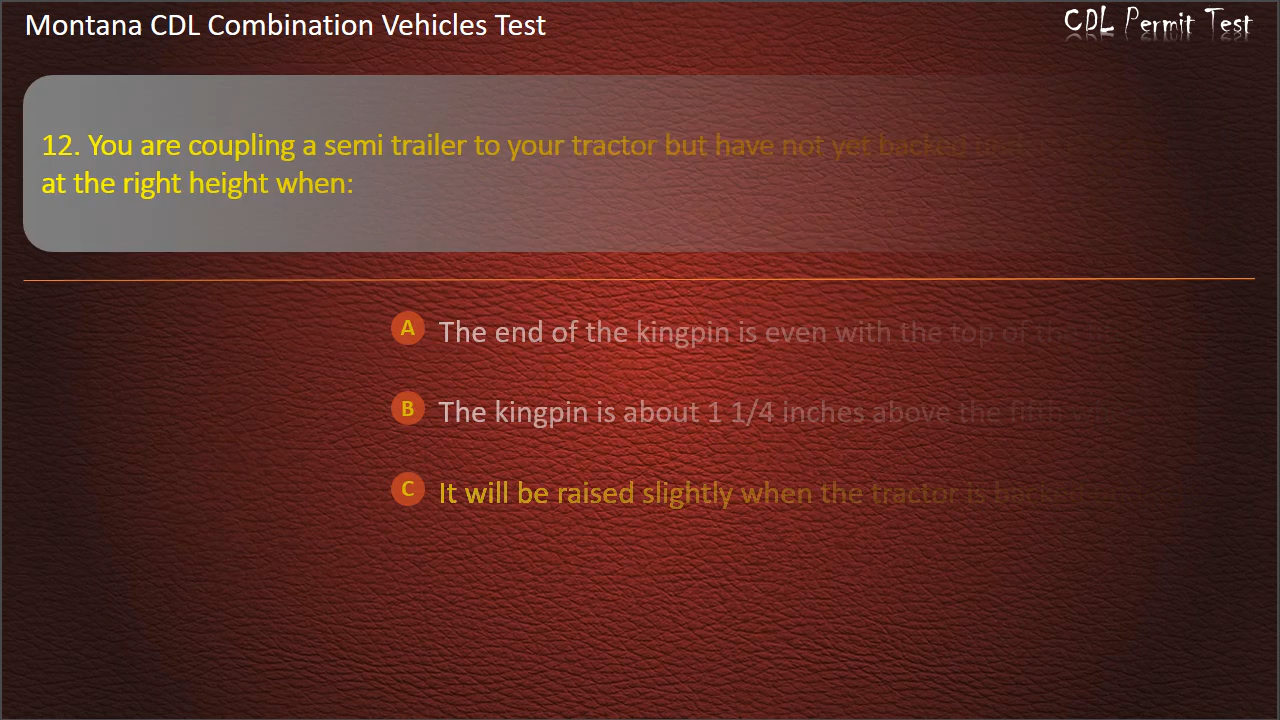 Montana CDL Combination Vehicles Test
CDL Permit Test
12. You are coupling a semi trailer to your tractor but have not yet backed
at the right height when:
A The end of the kingpin is even with the top of the
B The kingpin is about 1 1/4 inches above the fifth
C It will be raised slightly when the tractor is